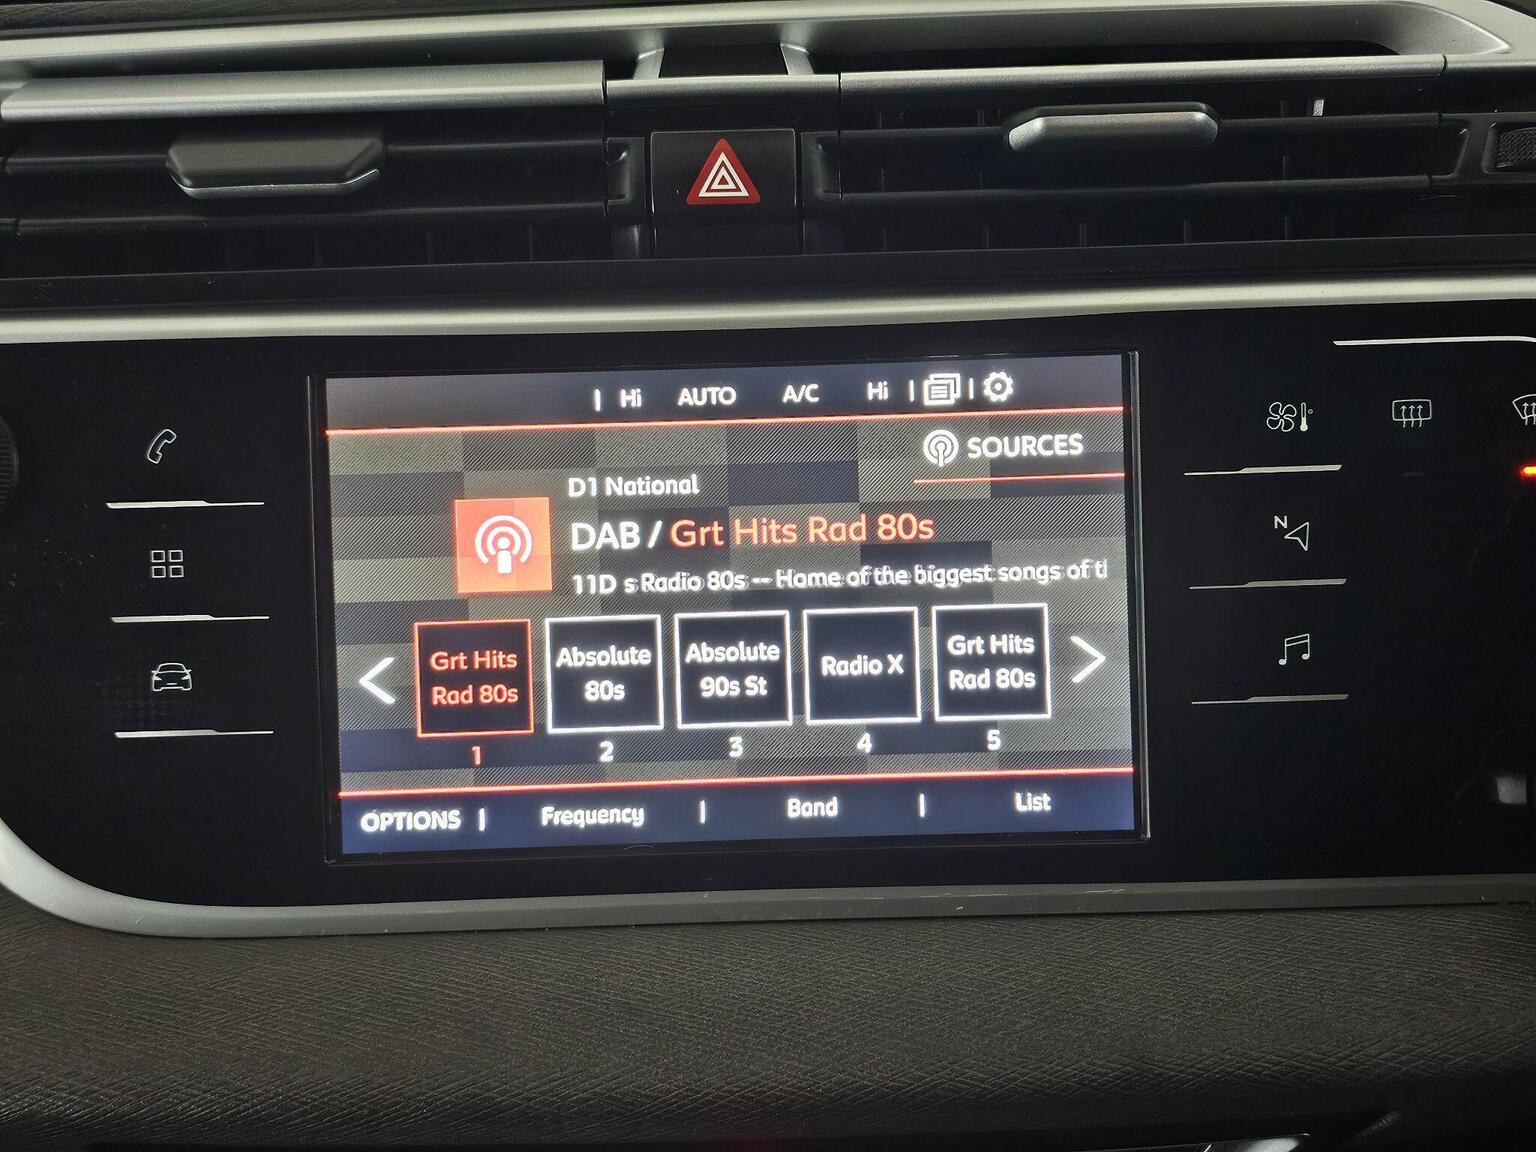 Hi AUTO A/C Hi
SOURCES
D1 National
DAB / Grt Hits Rad 80s
11D s Radio 80s -- Home of the biggest songs of t
Grt Hits
Rad 80s
Absolute
80s
Absolute
90s St
Radio X
Grt Hits
Rad 80s
1 2 3 4 5
OPTIONS Frequency Band List
N